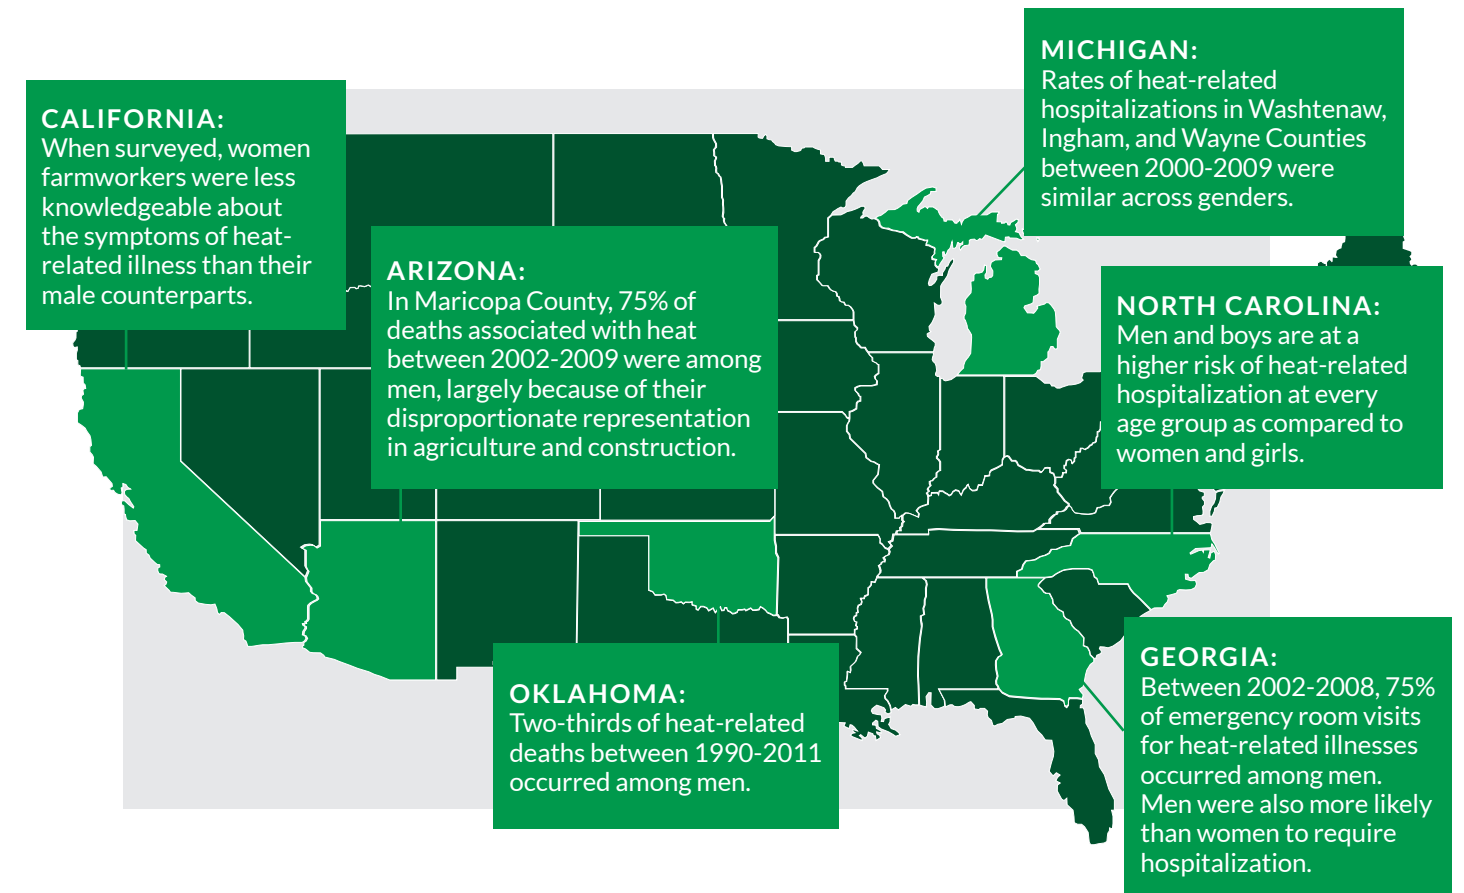 CALIFORNIA:
When surveyed, women
farmworkers were less
knowledgeable about
the symptoms of heat-
related illness than their
male counterparts.
ARIZONA:
In Maricopa County, 75% of
deaths associated with heat
between 2002-2009 were among
men, largely because of their
disproportionate representation
in agriculture and construction.
OKLAHOMA:
Two-thirds of heat-related
deaths between 1990-2011
occurred among men.
MICHIGAN:
Rates of heat-related
hospitalizations in Washtenaw,
Ingham, and Wayne Counties
between 2000-2009 were
similar across genders.
NORTH CAROLINA:
Men and boys are at a
higher risk of heat-related
hospitalization at every
age group as compared to
women and girls.
GEORGIA:
Between 2002-2008, 75%
of emergency room visits
for heat-related illnesses
occurred among men.
Men were also more likely
than women to require
hospitalization.